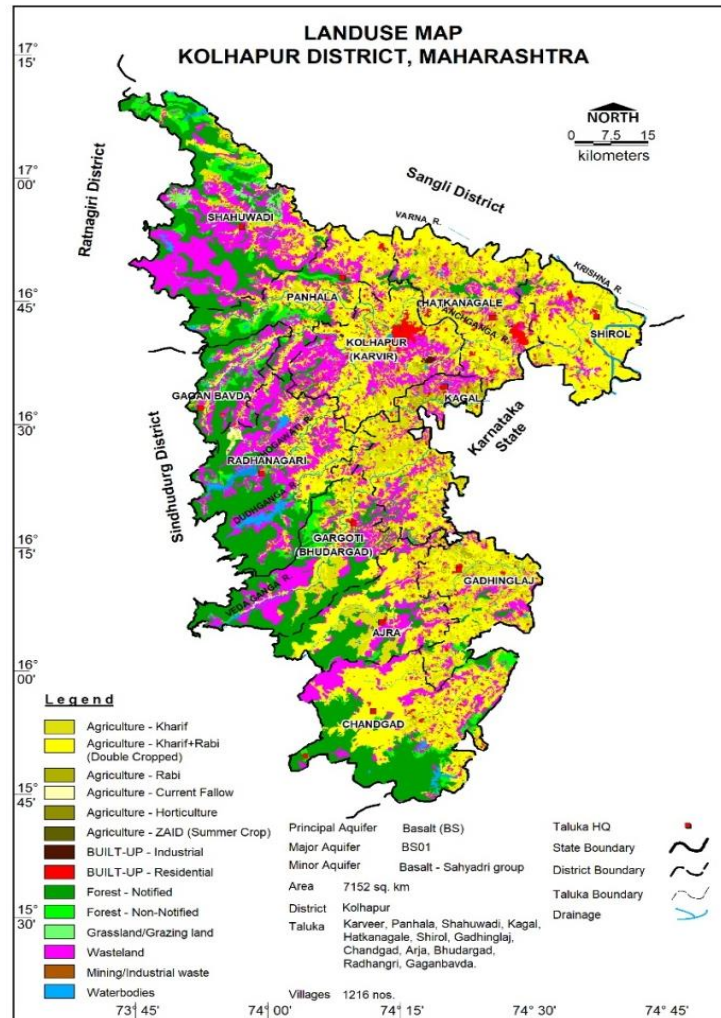 LANDUSE MAP
KOLHAPUR DISTRICT, MAHARASHTRA
17°
15'
NORTH
0 7.5 15
kilometers
17°
00'
Ratnagiri District
Sangli District
SHAHUWADI
VARNA R.
KRISHNA R.
16°
45'
PANHALA
HATKANAGALE
SHIROL
KOLHAPUR
(KARVIR)
GAGAN BAVDA
KAGAL
16°
30'
Karnataka
State
RADHANAGARI
Sindhudurg District
DUDHGANGA R.
16°
15'
GARGOTI
(BHUDARGAD)
GADHINGLAJ
VEDAGANGA R.
AJRA
16°
00'
CHANDGAD
Legend
Agriculture - Kharif
Agriculture - Kharif+Rabi
(Double Cropped)
Agriculture - Rabi
Agriculture - Current Fallow
Agriculture - Horticulture
Agriculture - ZAID (Summer Crop)
BUILT-UP - Industrial
BUILT-UP - Residential
Forest - Notified
Forest - Non-Notified
Grassland/Grazing land
Wasteland
Mining/Industrial waste
Waterbodies
15°
45'
15°
30'
Principal Aquifer Basalt (BS)
Major Aquifer BS01
Minor Aquifer Basalt - Sahyadri group
Area 7152 sq. km
District Kolhapur
Taluka Karveer, Panhala, Shahuwadi, Kagal,
Hatkanagale, Shirol, Gadhinglaj,
Chandgad, Arja, Bhudargad,
Radhangri, Gaganbavda.
Villages 1216 nos.
Taluka HQ
State Boundary
District Boundary
Taluka Boundary
Drainage
73° 45' 74° 00' 74° 15' 74° 30' 74° 45'